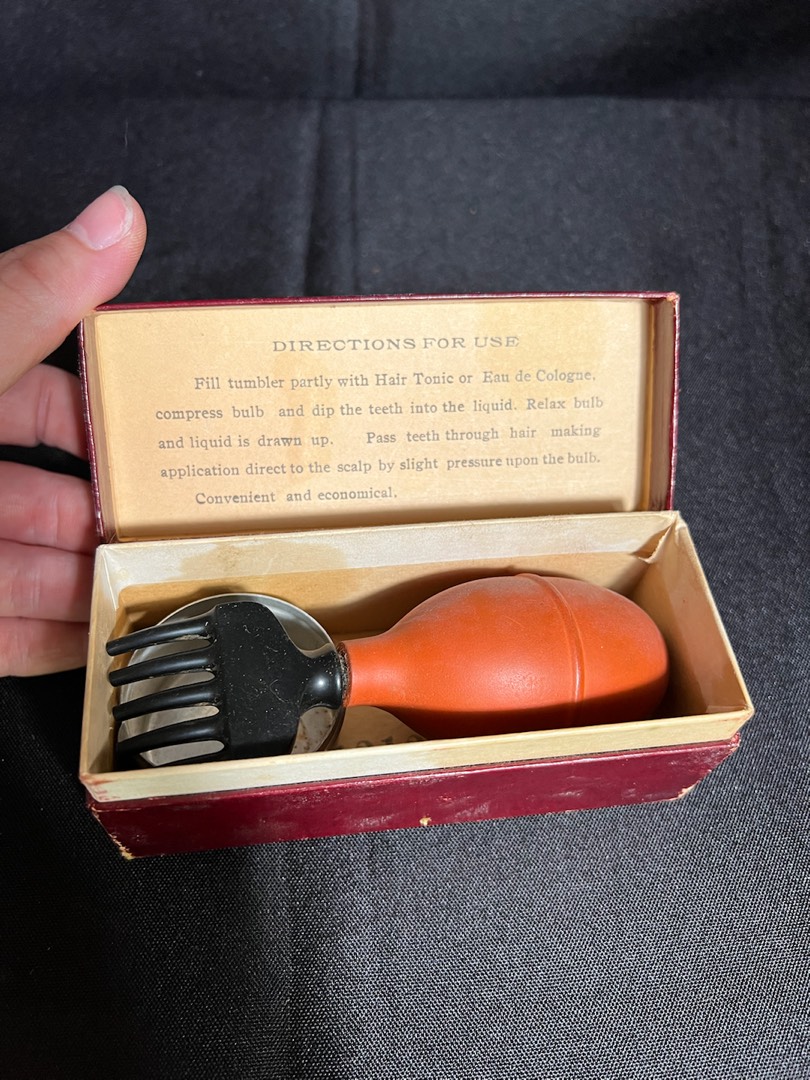 DIRECTIONS FOR USE
Fill tumbler partly with Hair Tonic or Eau de Cologne,
compress bulb and dip the teeth into the liquid. Relax bulb
and liquid is drawn up. Pass teeth through hair making
application direct to the scalp by slight pressure upon the bulb.
Convenient and economical.